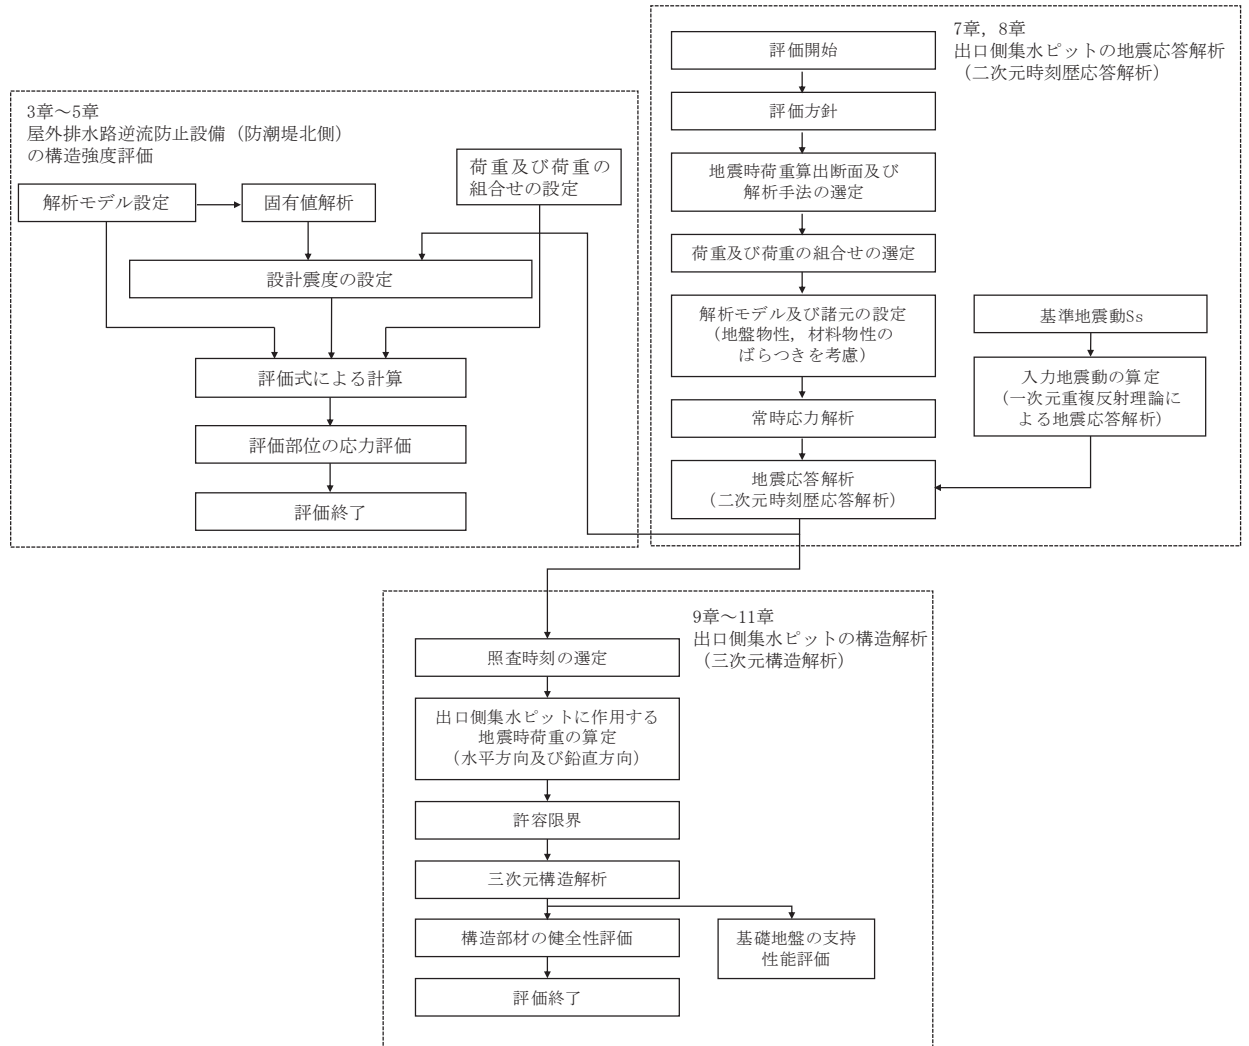 7章，8章
出口側集水ピットの地震応答解析
（二次元時刻歴応答解析）
評価開始
評価方針
地震時荷重算出断面及び
解析手法の選定
荷重及び荷重の組合せの選定
解析モデル及び諸元の設定
（地盤物性，材料物性の
ばらつきを考慮）
常時応力解析
地震応答解析
（二次元時刻歴応答解析）
基準地震動Ss
入力地震動の算定
（一次元重複反射理論に
よる地震応答解析）
3章～5章
屋外排水路逆流防止設備（防潮堤北側）
の構造強度評価
荷重及び荷重の
組合せの設定
解析モデル設定
固有値解析
設計震度の設定
評価式による計算
評価部位の応力評価
評価終了
9章～11章
出口側集水ピットの構造解析
（三次元構造解析）
照査時刻の選定
出口側集水ピットに作用する
地震時荷重の算定
（水平方向及び鉛直方向）
許容限界
三次元構造解析
構造部材の健全性評価
基礎地盤の支持
性能評価
評価終了